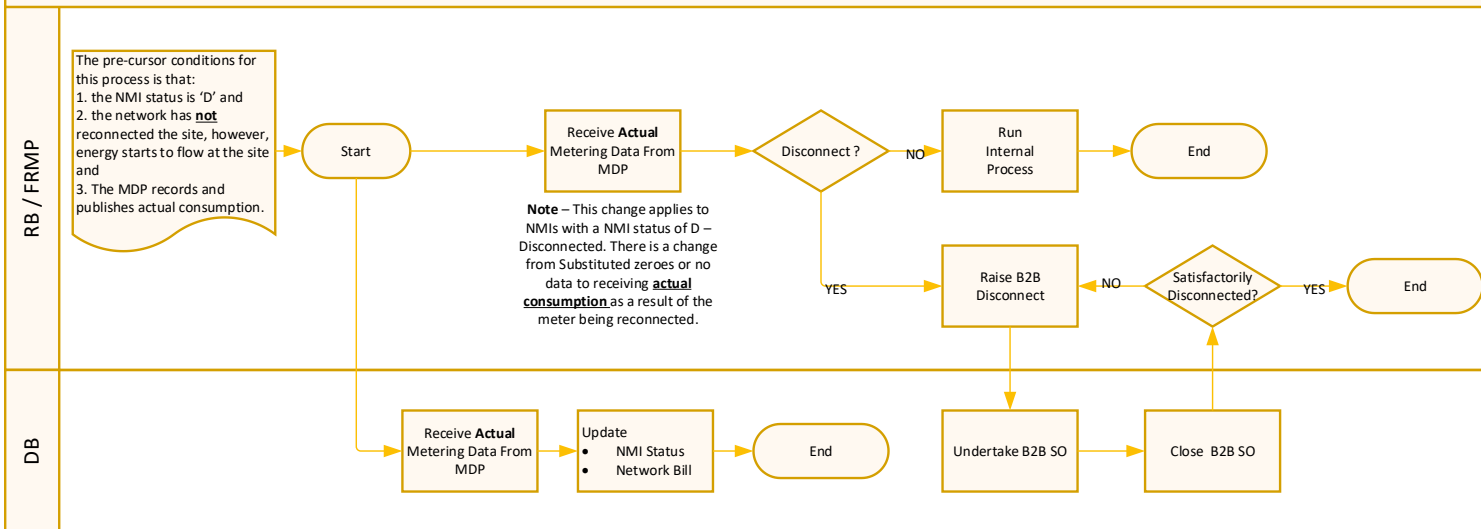 RB / FRMP
The pre-cursor conditions for
this process is that:
1. the NMI status is ‘D’ and
2. the network has not
reconnected the site, however,
energy starts to flow at the site
and
3. The MDP records and
publishes actual consumption.
Start
Receive Actual
Metering Data From
MDP
Note – This change applies to
NMIs with a NMI status of D –
Disconnected. There is a change
from Substituted zeroes or no
data to receiving actual
consumption as a result of the
meter being reconnected.
Disconnect ?
NO
Run
Internal
Process
End
YES
Raise B2B
Disconnect
NO
Satisfactorily
Disconnected?
YES
End
DB
Receive Actual
Metering Data From
MDP
Update
• NMI Status
• Network Bill
End
Undertake B2B SO
Close B2B SO